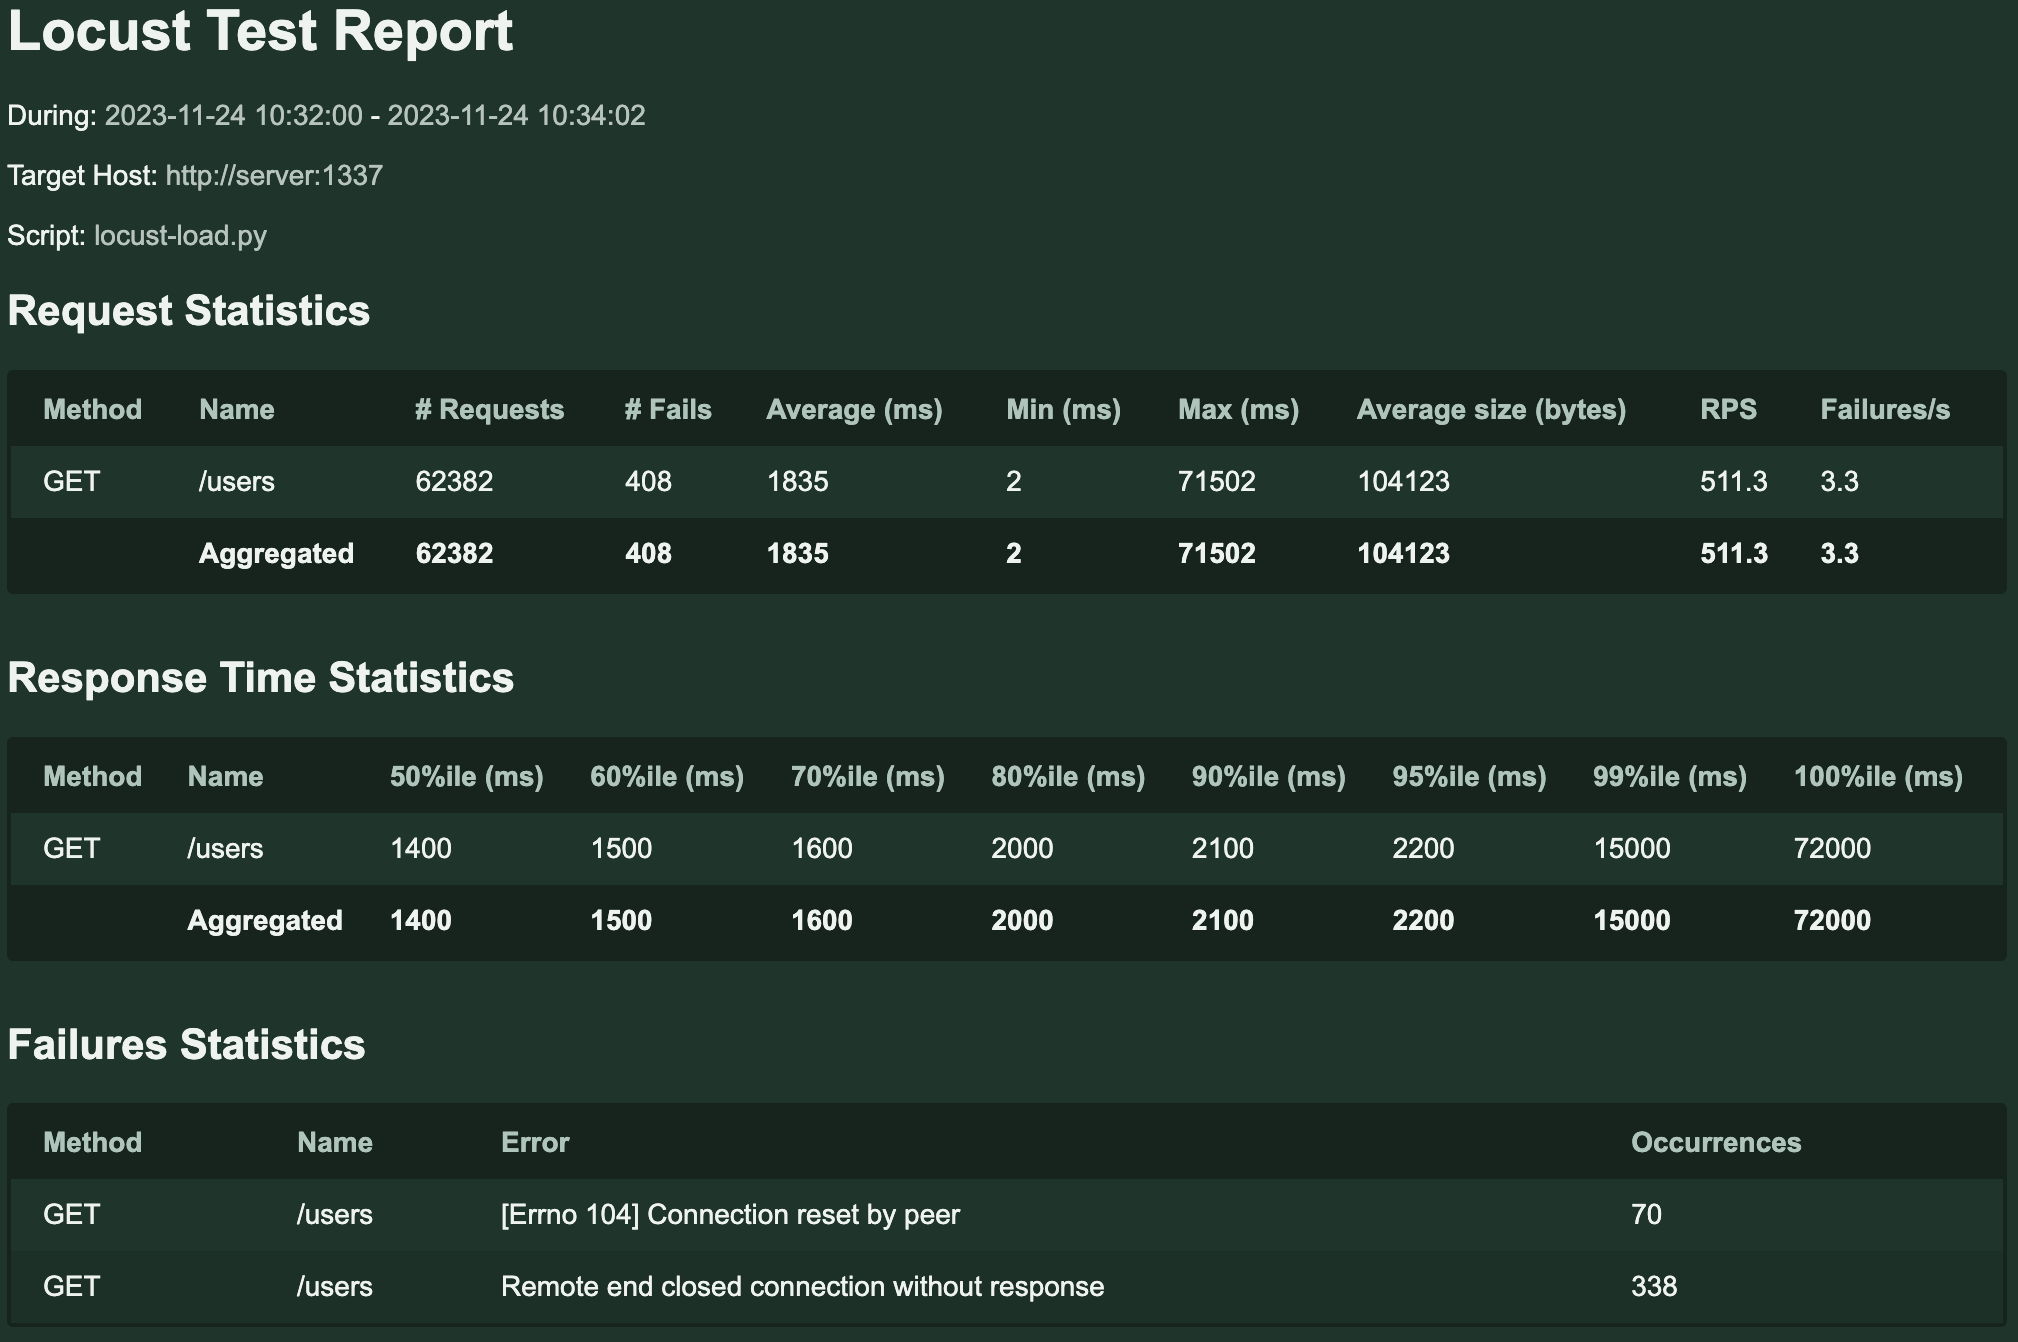 Locust Test Report
During: 2023-11-24 10:32:00 - 2023-11-24 10:34:02
Target Host: http://server:1337
Script: locust-load.py
Request Statistics
Method Name # Requests # Fails Average (ms) Min (ms) Max (ms) Average size (bytes) RPS Failures/s
GET /users 62382 408 1835 2 71502 104123 511.3 3.3
Aggregated 62382 408 1835 2 71502 104123 511.3 3.3
Response Time Statistics
Method Name 50%ile (ms) 60%ile (ms) 70%ile (ms) 80%ile (ms) 90%ile (ms) 95%ile (ms) 99%ile (ms) 100%ile (ms)
GET /users 1400 1500 1600 2000 2100 2200 15000 72000
Aggregated 1400 1500 1600 2000 2100 2200 15000 72000
Failures Statistics
Method Name Error Occurrences
GET /users [Errno 104] Connection reset by peer 70
GET /users Remote end closed connection without response 338